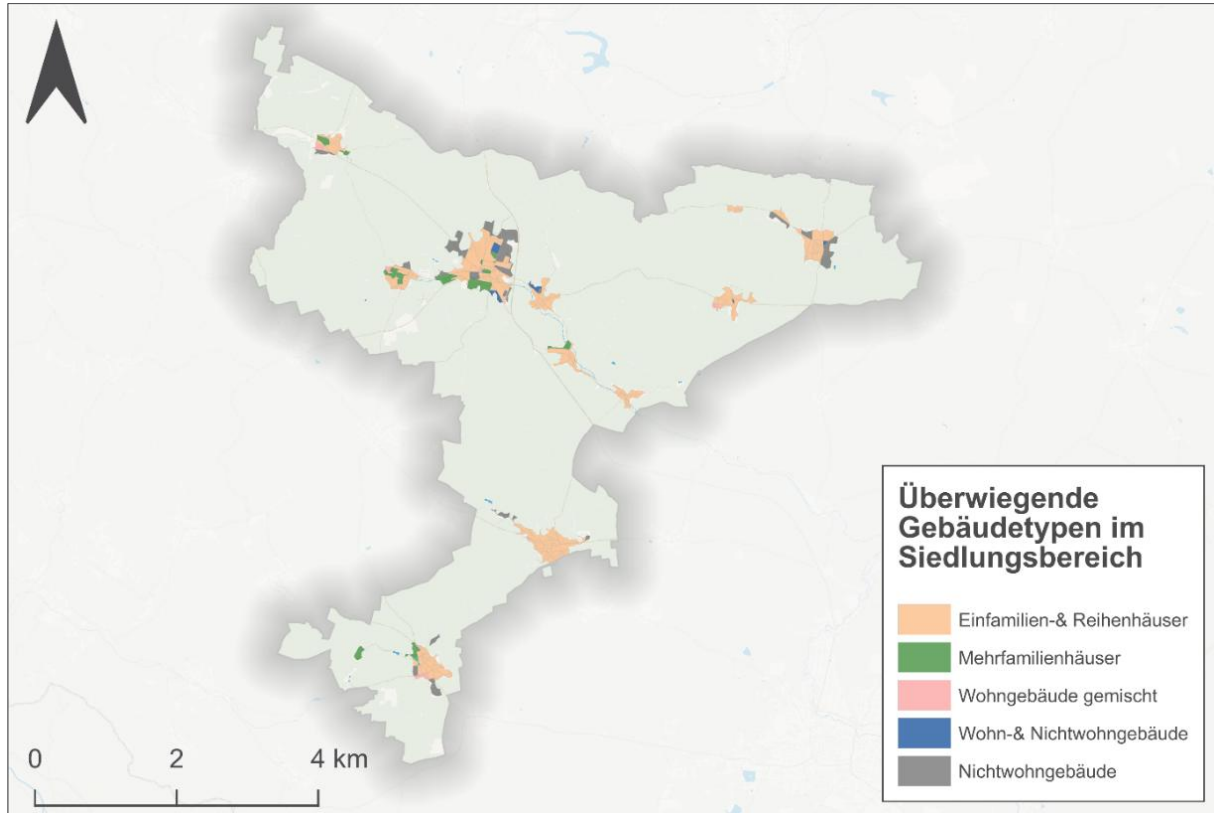 Überwiegende
Gebäudetypen im
Siedlungsbereich
Einfamilien-& Reihenhäuser
Mehrfamilienhäuser
Wohngebäude gemischt
Wohn-& Nichtwohngebäude
Nichtwohngebäude
0 2 4 km